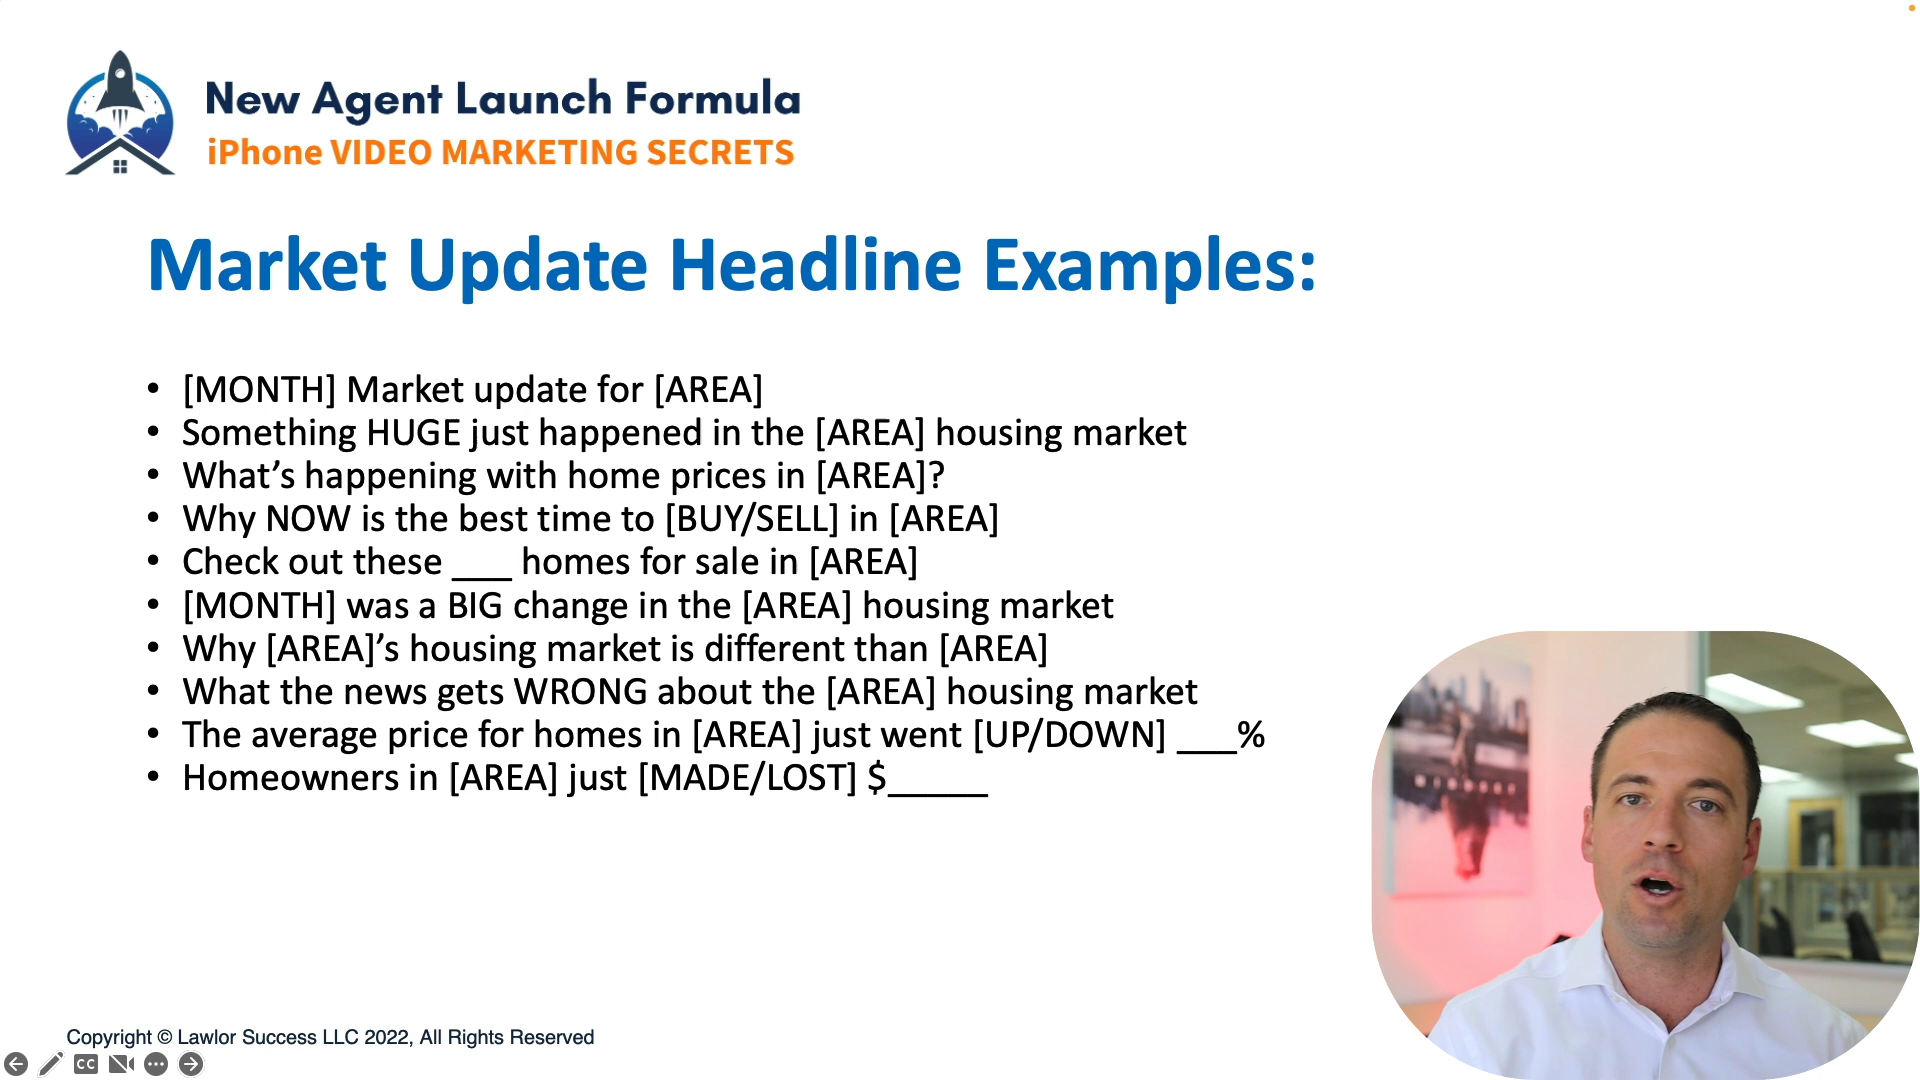 New Agent Launch Formula
iPhone VIDEO MARKETING SECRETS
Market Update Headline Examples:
• [MONTH] Market update for [AREA]
• Something HUGE just happened in the [AREA] housing market
• What’s happening with home prices in [AREA]?
• Why NOW is the best time to [BUY/SELL] in [AREA]
• Check out these ___ homes for sale in [AREA]
• [MONTH] was a BIG change in the [AREA] housing market
• Why [AREA]’s housing market is different than [AREA]
• What the news gets WRONG about the [AREA] housing market
• The average price for homes in [AREA] just went [UP/DOWN] ___%
• Homeowners in [AREA] just [MADE/LOST] $_____
Copyright © Lawlor Success LLC 2022, All Rights Reserved
CC